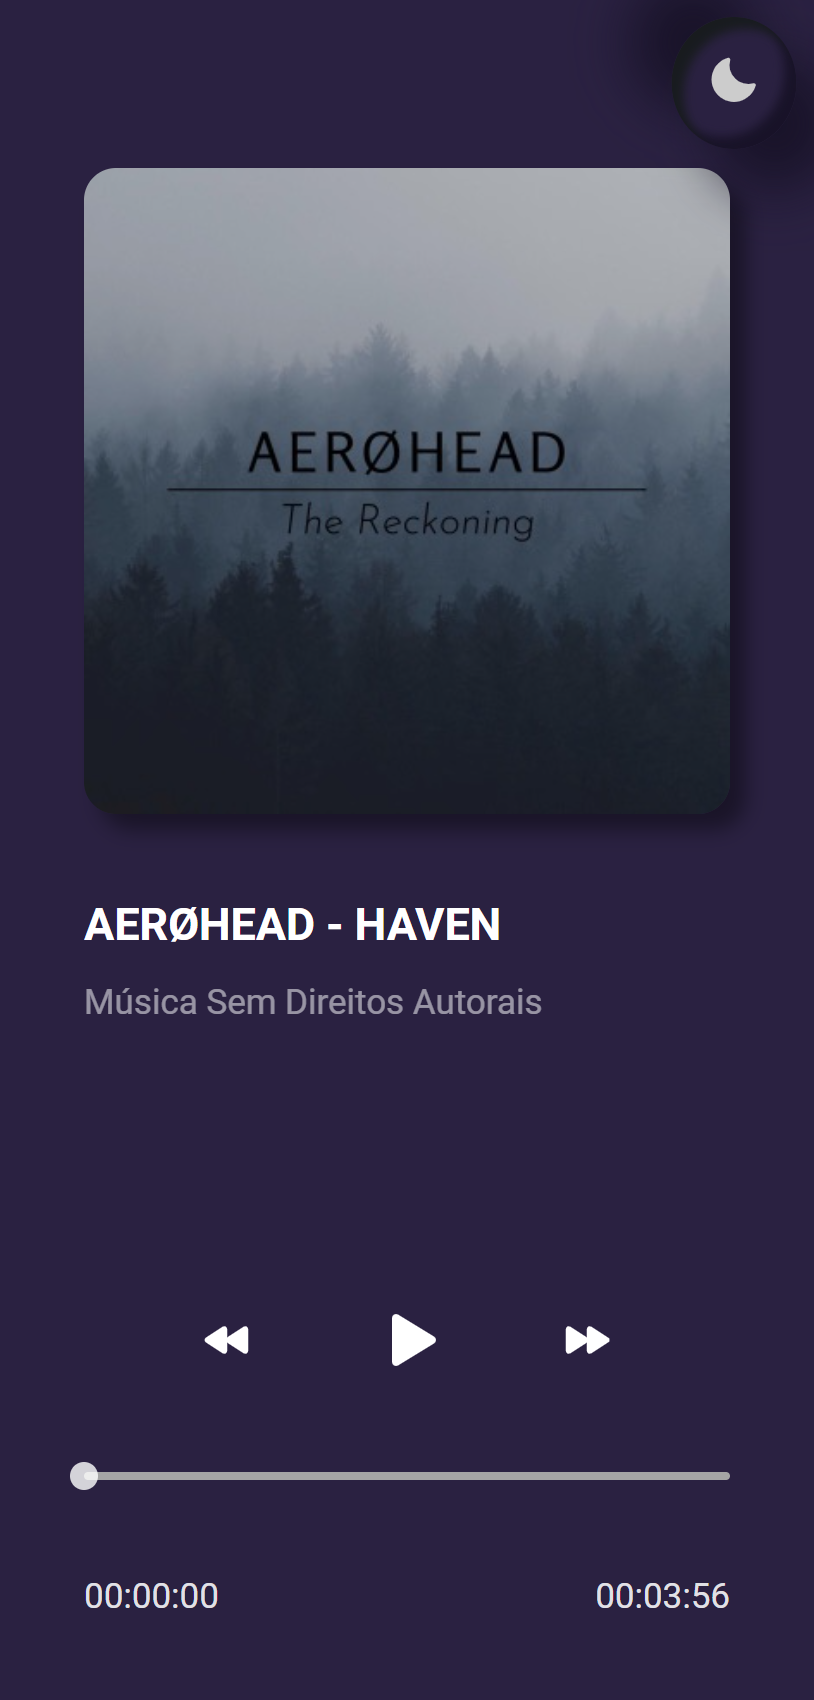 AERØHEAD
The Reckoning
AERØHEAD - HAVEN
Música Sem Direitos Autorais
00:00:00
00:03:56